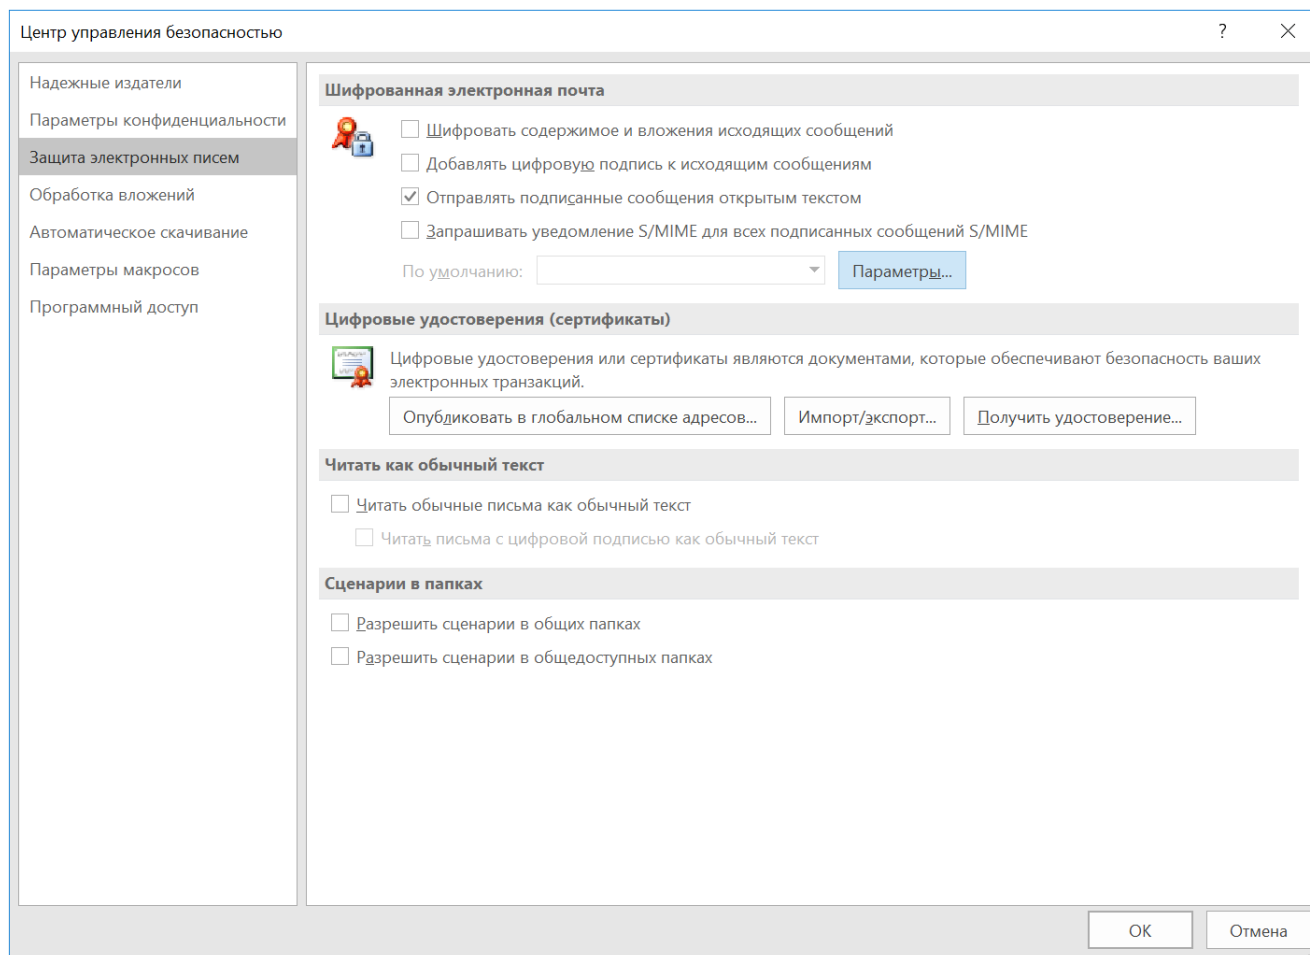 Центр управления безопасностью
?
Надежные издатели
Параметры конфиденциальности
Защита электронных писем
Обработка вложений
Автоматическое скачивание
Параметры макросов
Программный доступ
Шифрованная электронная почта
Шифровать содержимое и вложения исходящих сообщений
Добавлять цифровую подпись к исходящим сообщениям
Отправлять подписанные сообщения открытым текстом
Запрашивать уведомление S/MIME для всех подписанных сообщений S/MIME
По умолчанию: Параметры...
Цифровые удостоверения (сертификаты)
Цифровые удостоверения или сертификаты являются документами, которые обеспечивают безопасность ваших
электронных транзакций.
Опубликовать в глобальном списке адресов... Импорт/экспорт... Получить удостоверение...
Читать как обычный текст
Читать обычные письма как обычный текст
Читать письма с цифровой подписью как обычный текст
Сценарии в папках
Разрешить сценарии в общих папках
Разрешить сценарии в общедоступных папках
ОК Отмена